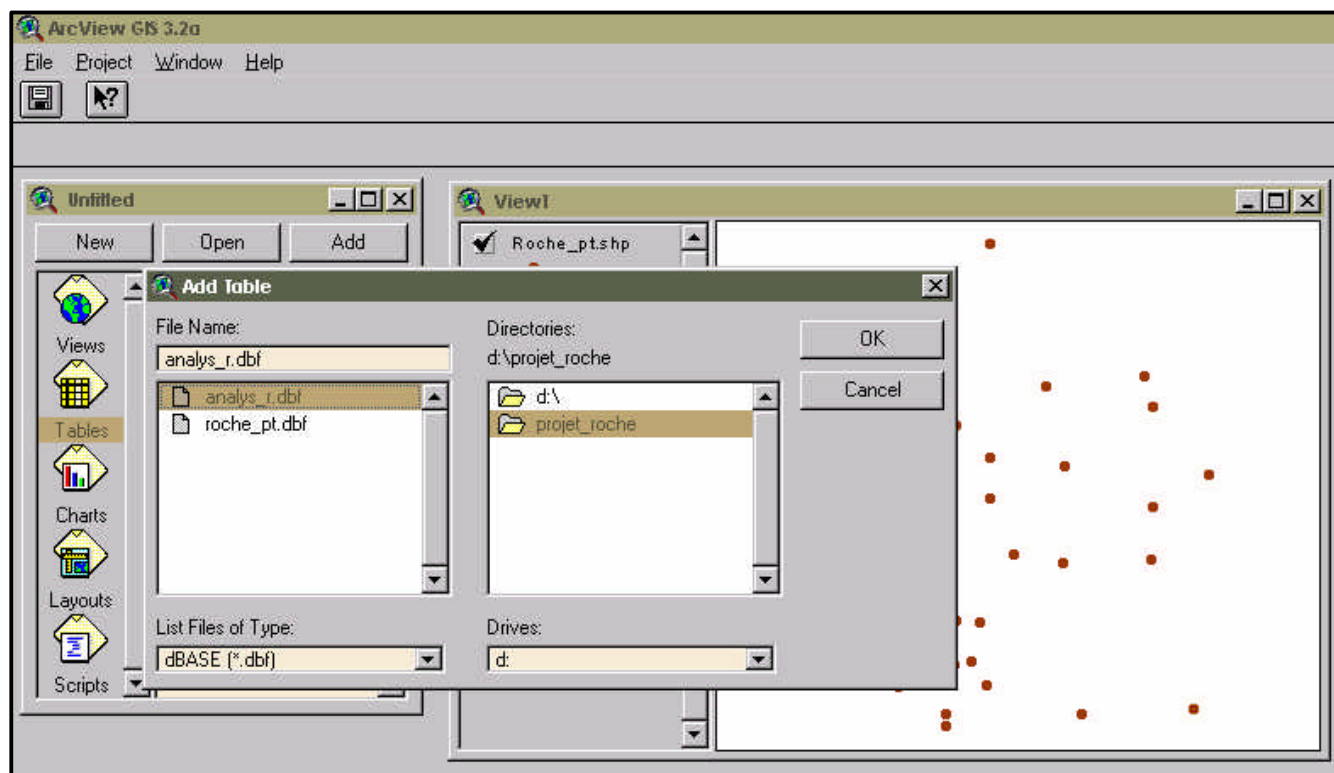 ArcView GIS 3.2a
File Project Window Help
Untitled
View1
New Open Add
Roche_pt.shp
Add Table
File Name:
Directories:
OK
analys_r.dbf
d:\projet_roche
Cancel
analys_r.dbf
roche_pt.dbf
d:\
projet_roche
Views
Tables
Charts
Layouts
Scripts
List Files of Type:
Drives:
dBASE (*.dbf)
d: